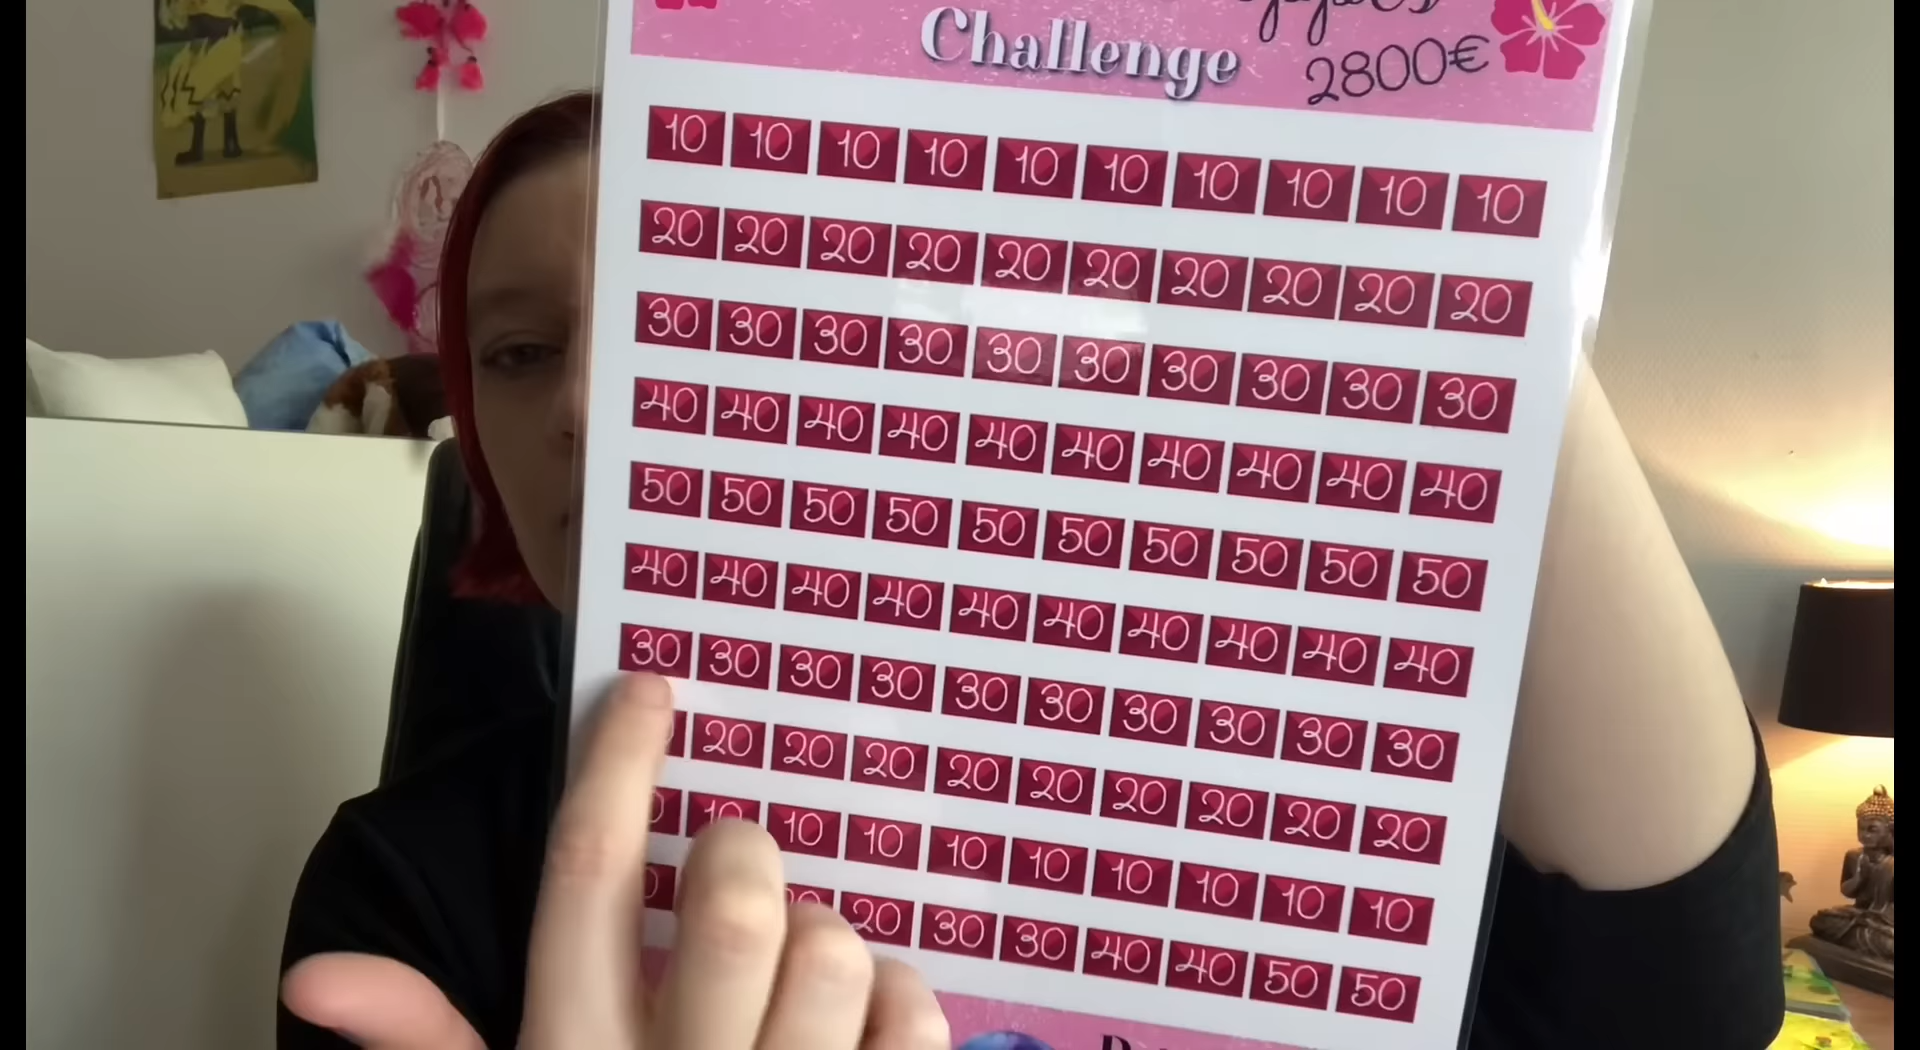 Challenge
2800€
10 10 10 10 10 10 10 10 10 10
20 20 20 20 20 20 20 20 20 20
30 30 30 30 30 30 30 30 30 30
40 40 40 40 40 40 40 40 40 40
50 50 50 50 50 50 50 50 50 50
40 40 40 40 40 40 40 40 40 40
30 30 30 30 30 30 30 30 30 30
20 20 20 20 20 20 20 20 20
10 10 10 10 10 10 10 10 10
20 30 30 40 40 50 50